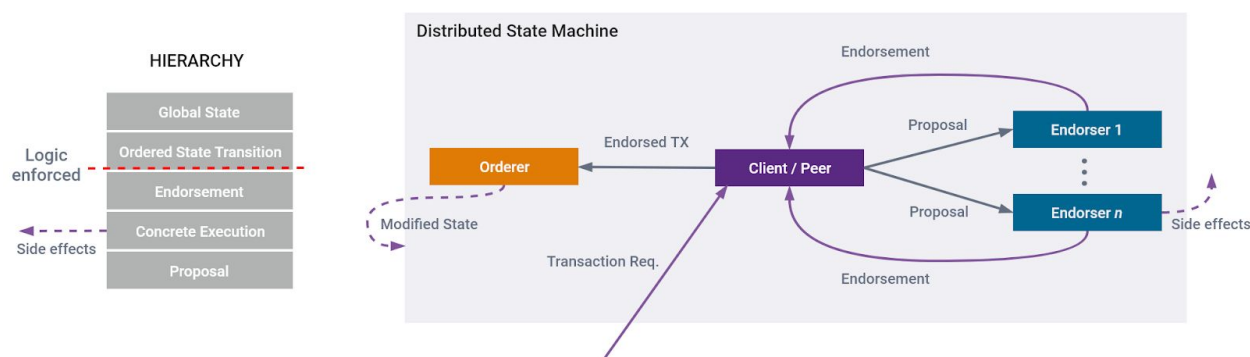 HIERARCHY
Global State
Ordered State Transition
Logic
enforced
Endorsement
Concrete Execution
Side effects
Proposal
Distributed State Machine
Endorsement
Proposal
Endorser 1
Endorsed TX
Orderer
Client / Peer
Proposal
Endorser n
Modified State
Side effects
Transaction Req.
Endorsement